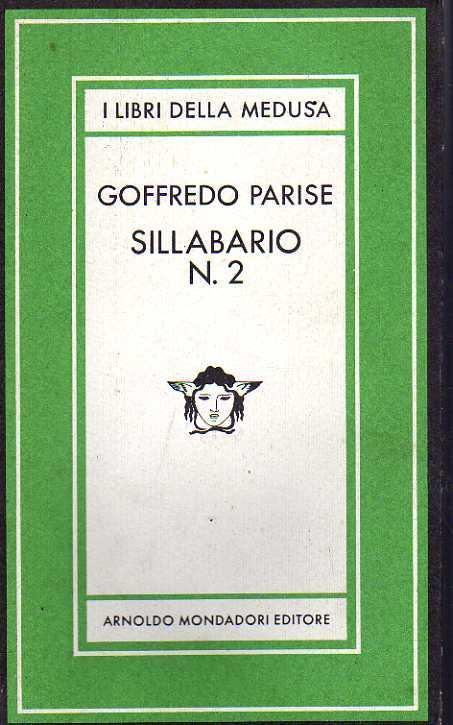 I LIBRI DELLA MEDUSA
GOFFREDO PARISE
SILLABARIO
N. 2
ARNOLDO MONDADORI EDITORE